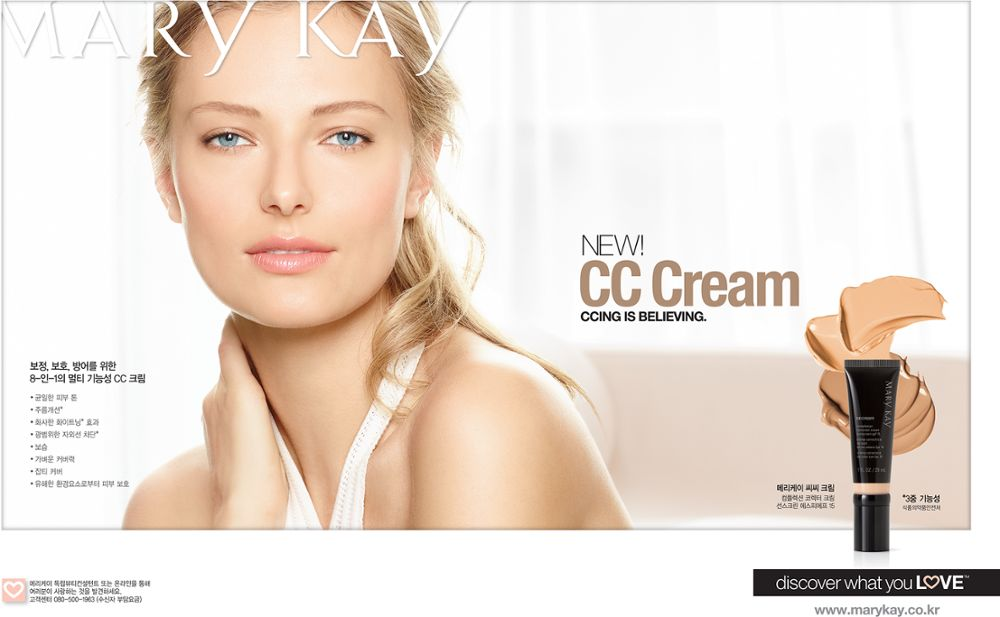 MARY KAY
NEW!
CC Cream
CCING IS BELIEVING.
보정, 보호, 방어를 위한
8-인-1의 멀티 기능성 CC 크림
• 균일한 피부 톤
• 주름개선*
• 화사한 화이트닝* 효과
• 광범위한 자외선 차단*
• 보습
• 가벼운 커버력
• 잡티 커버
• 유해한 환경요소로부터 피부 보호
MARY KAY
메리케이 씨씨 크림
컴플렉션 코렉터 크림
선스크린 에스피에프 15
*3중 기능성
식품의약품안전처
메리케이 독립뷰티컨설턴트 또는 온라인을 통해
여러분이 사랑하는 것을 발견하세요.
고객센터 080-500-1963 (수신자 부담요금)
discover what you LOVE™
www.marykay.co.kr